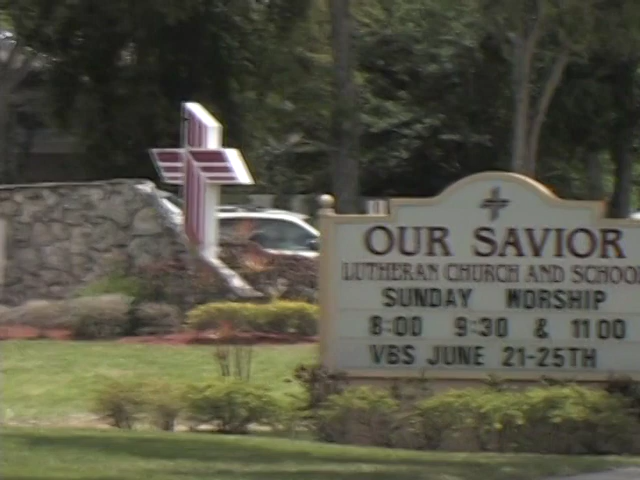 OUR SAVIOR
LUTHERAN CHURCH AND SCHOOL
SUNDAY WORSHIP
8:00 9:30 & 11 00
VBS JUNE 21-25TH